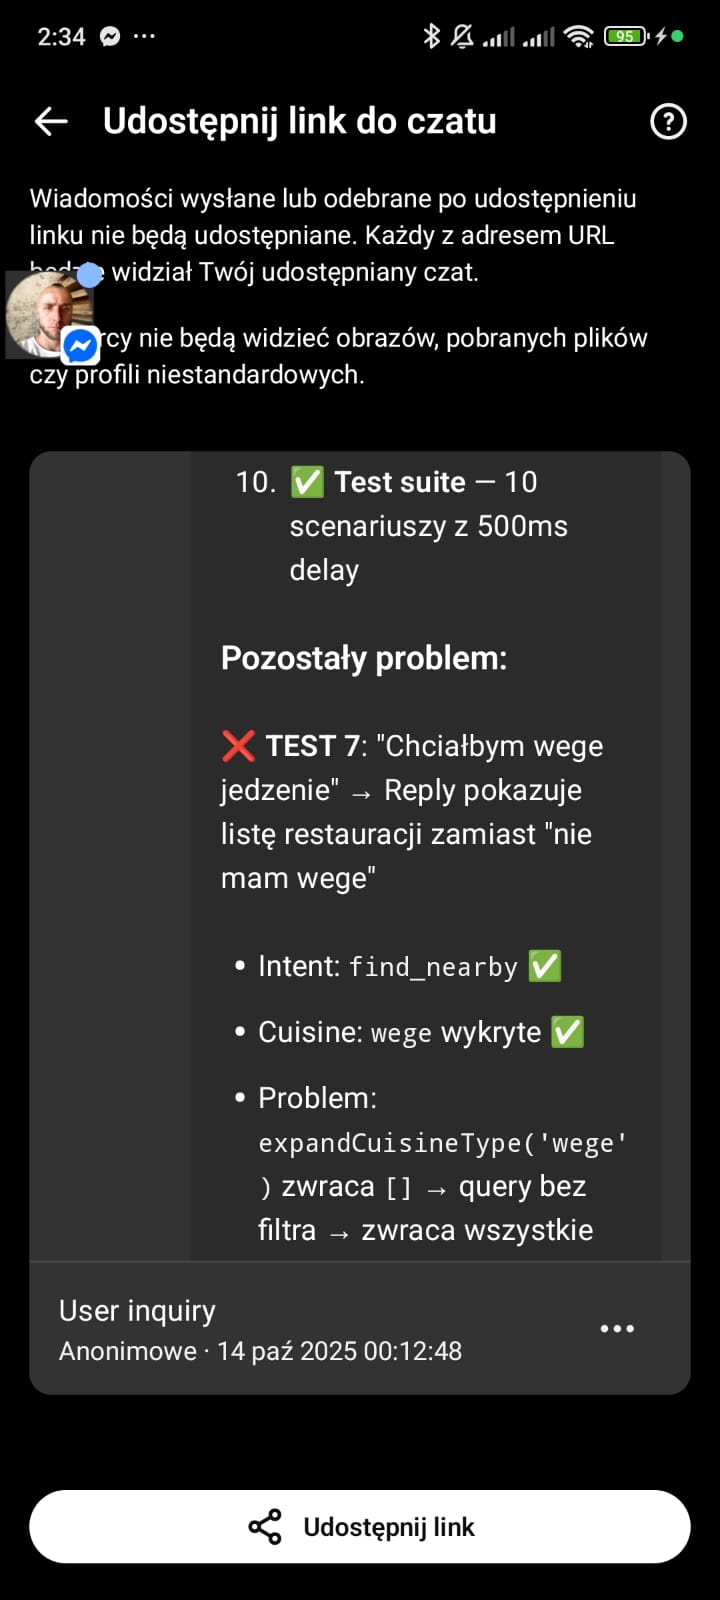 2:34
95
Udostępnij link do czatu
Wiadomości wysłane lub odebrane po udostępnieniu
linku nie będą udostępniane. Każdy z adresem URL
widział Twój udostępniany czat.
nie będą widzieć obrazów, pobranych plików
czy profili niestandardowych.
10. ✅ Test suite — 10
scenariuszy z 500ms
delay
Pozostały problem:
❌ TEST 7: "Chciałbym wege
jedzenie" → Reply pokazuje
listę restauracji zamiast "nie
mam wege"
• Intent: find_nearby ✅
• Cuisine: wege wykryte ✅
• Problem:
expandCuisineType('wege'
) zwraca [] → query bez
filtra → zwraca wszystkie
User inquiry
Anonimowe · 14 paź 2025 00:12:48
Udostępnij link